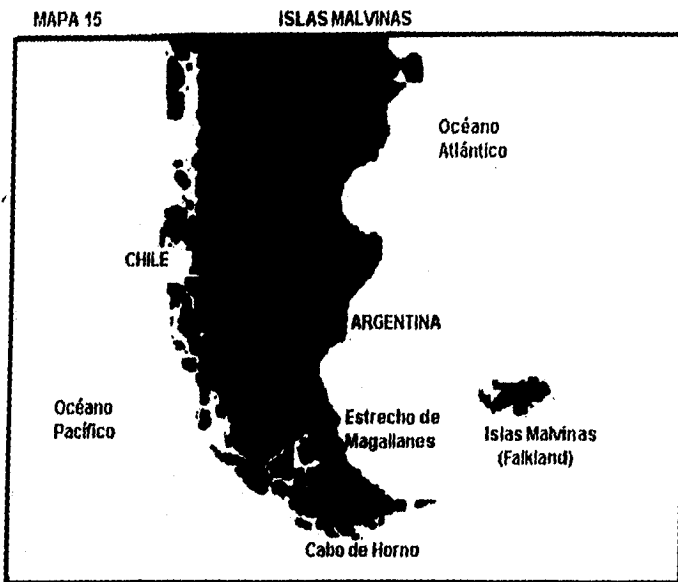 MAPA 15
ISLAS MALVINAS
Océano
Atlántico
CHILE
ARGENTINA
Océano
Pacífico
Estrecho de
Magallanes
Islas Malvinas
(Falkland)
Cabo de Horno